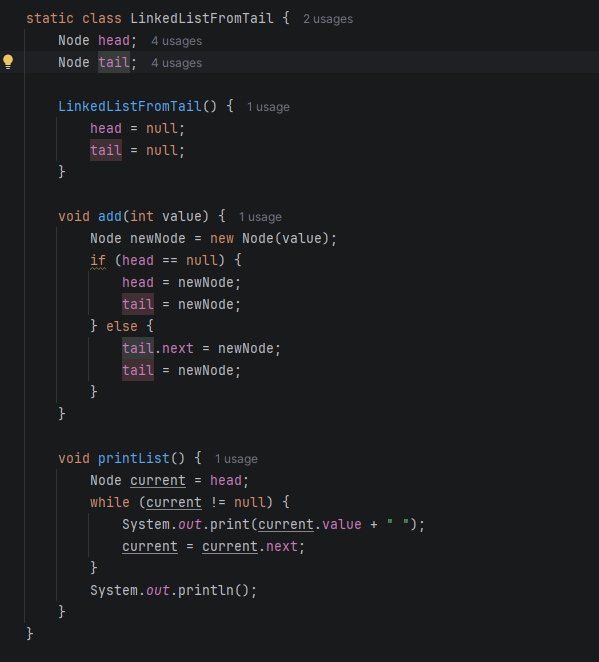 static class LinkedListFromTail { 2 usages
    Node head; 4 usages
    Node tail; 4 usages

    LinkedListFromTail() { 1 usage
        head = null;
        tail = null;
    }

    void add(int value) { 1 usage
        Node newNode = new Node(value);
        if (head == null) {
            head = newNode;
            tail = newNode;
        } else {
            tail.next = newNode;
            tail = newNode;
        }
    }

    void printList() { 1 usage
        Node current = head;
        while (current != null) {
            System.out.print(current.value + " ");
            current = current.next;
        }
        System.out.println();
    }
}